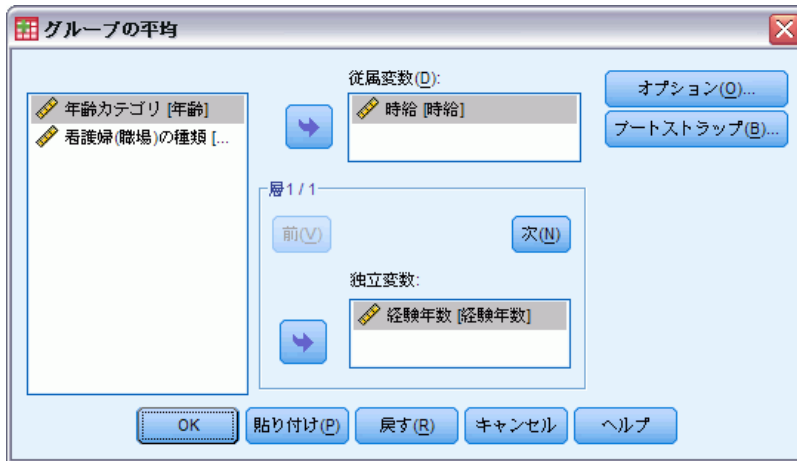 グループの平均
年齢カテゴリ [年齢]
看護婦(職場)の種類 [...
従属変数(D):
時給 [時給]
オプション(O)...
ブートストラップ(B)...
層1 / 1
前(V)
次(N)
独立変数:
経験年数 [経験年数]
OK
貼り付け(P)
戻す(R)
キャンセル
ヘルプ